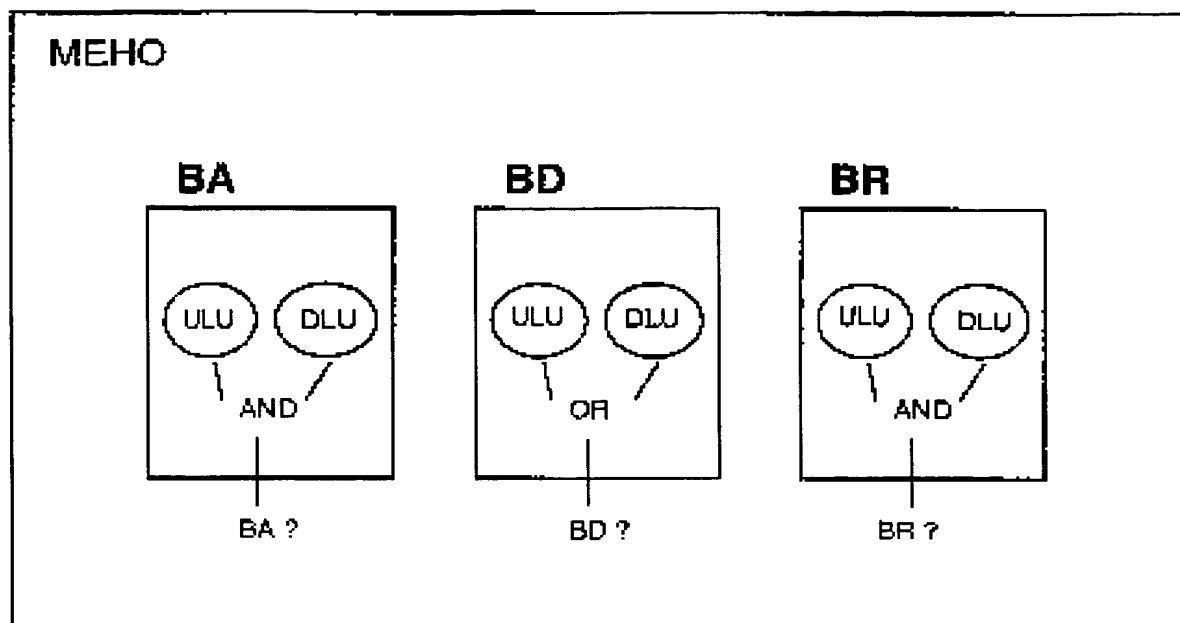 MEHO
BA BD BR
ULU DLU ULU DLU ULU DLU
AND OR AND
BA ? BD ? BR ?